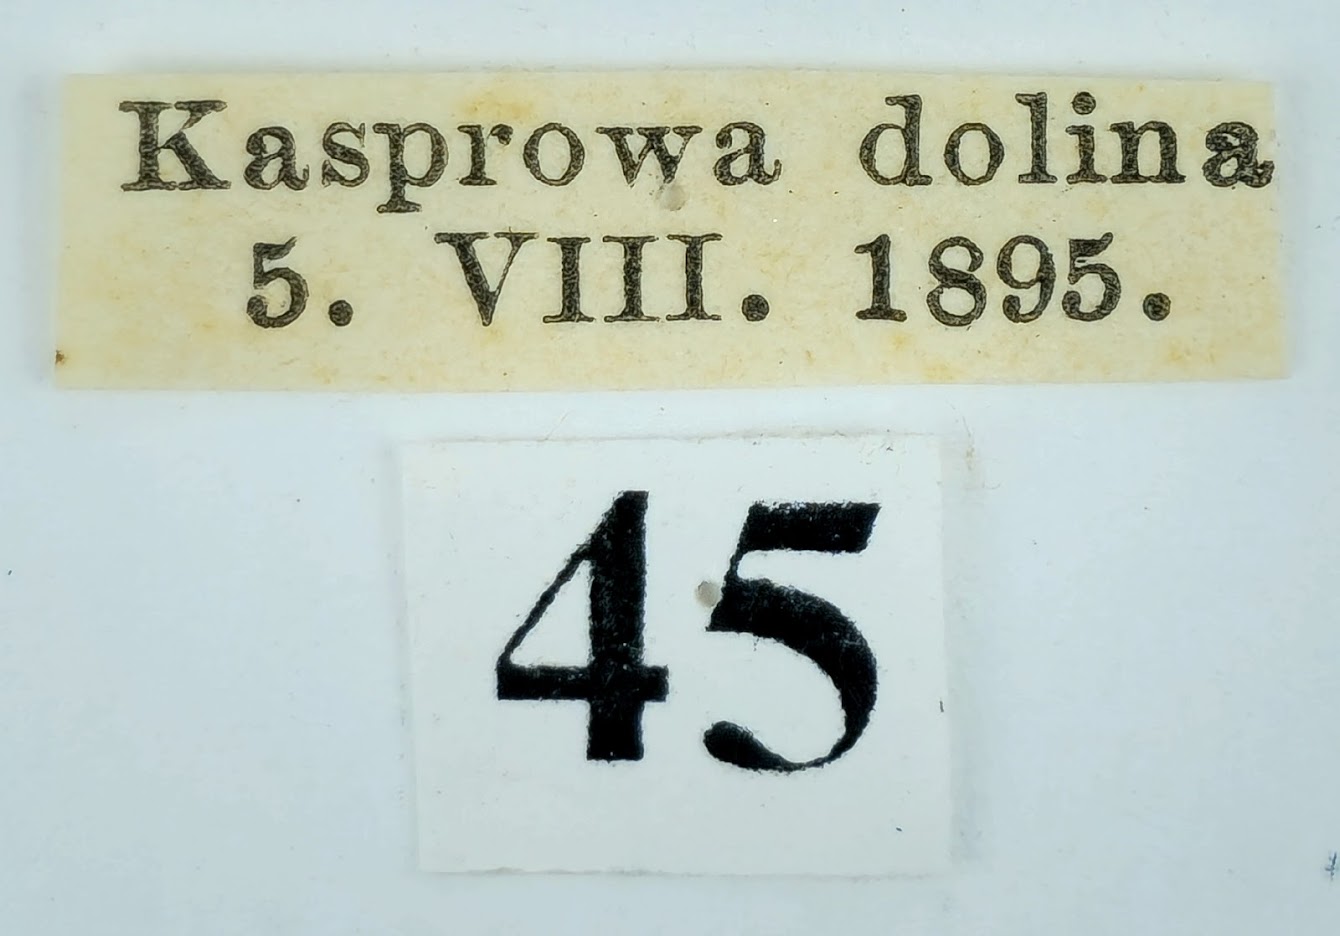 Kasprowa dolina
5. VIII. 1895.
45